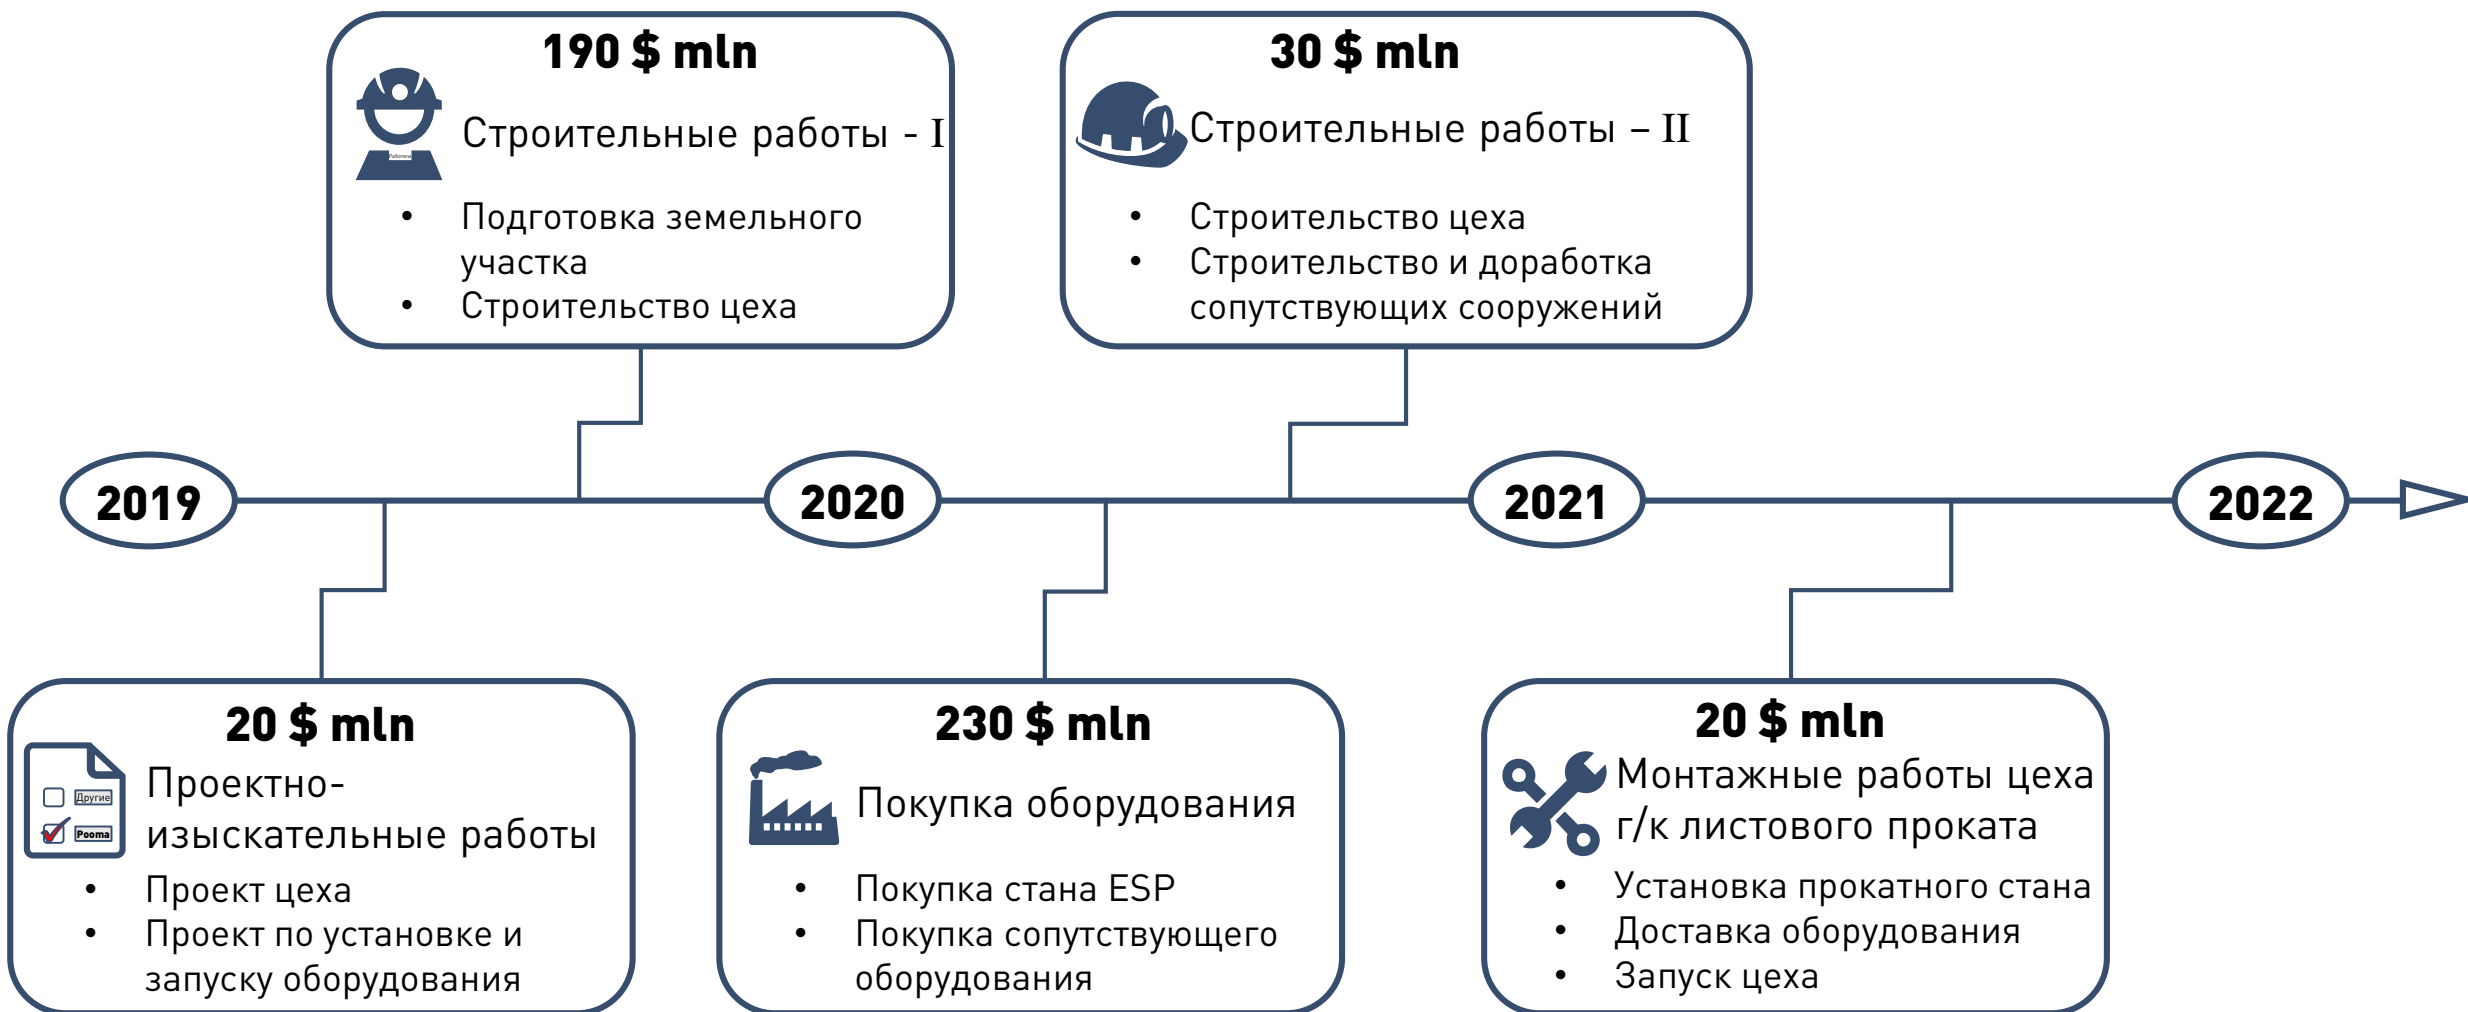 190 $ mln
Строительные работы - I
Работяга
• Подготовка земельного
участка
• Строительство цеха
30 $ mln
Строительные работы – II
• Строительство цеха
• Строительство и доработка
сопутствующих сооружений
2019
2020
2021
2022
20 $ mln
Проектно-
изыскательные работы
Другие
Pooma
• Проект цеха
• Проект по установке и
запуску оборудования
230 $ mln
Покупка оборудования
• Покупка стана ESP
• Покупка сопутствующего
оборудования
20 $ mln
Монтажные работы цеха
г/к листового проката
• Установка прокатного стана
• Доставка оборудования
• Запуск цеха